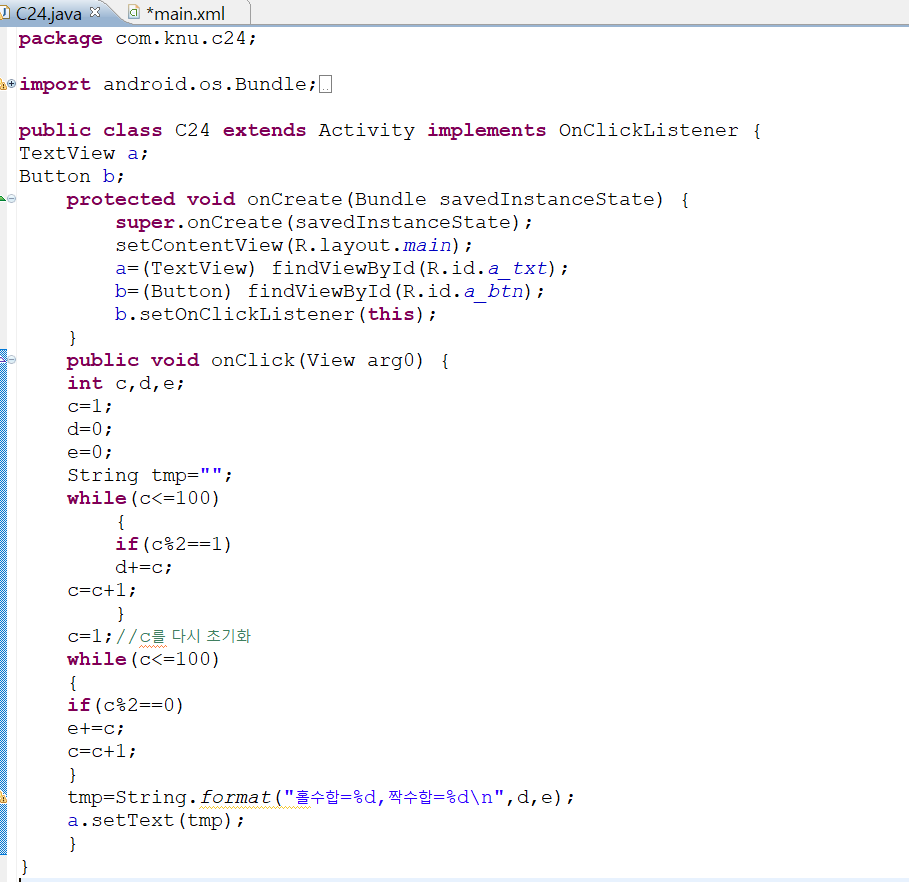 C24.java *main.xml
package com.knu.c24;
import android.os.Bundle;
public class C24 extends Activity implements OnClickListener {
TextView a;
Button b;
protected void onCreate(Bundle savedInstanceState) {
super.onCreate(savedInstanceState);
setContentView(R.layout.main);
a=(TextView) findViewById(R.id.a_txt);
b=(Button) findViewById(R.id.a_btn);
b.setOnClickListener(this);
}
public void onClick(View arg0) {
int c,d,e;
c=1;
d=0;
e=0;
String tmp="";
while(c<=100)
{
if(c%2==1)
d+=c;
c=c+1;
}
c=1;//c를 다시 초기화
while(c<=100)
{
if(c%2==0)
e+=c;
c=c+1;
}
tmp=String.format("홀수합=%d,짝수합=%d\n",d,e);
a.setText(tmp);
}
}